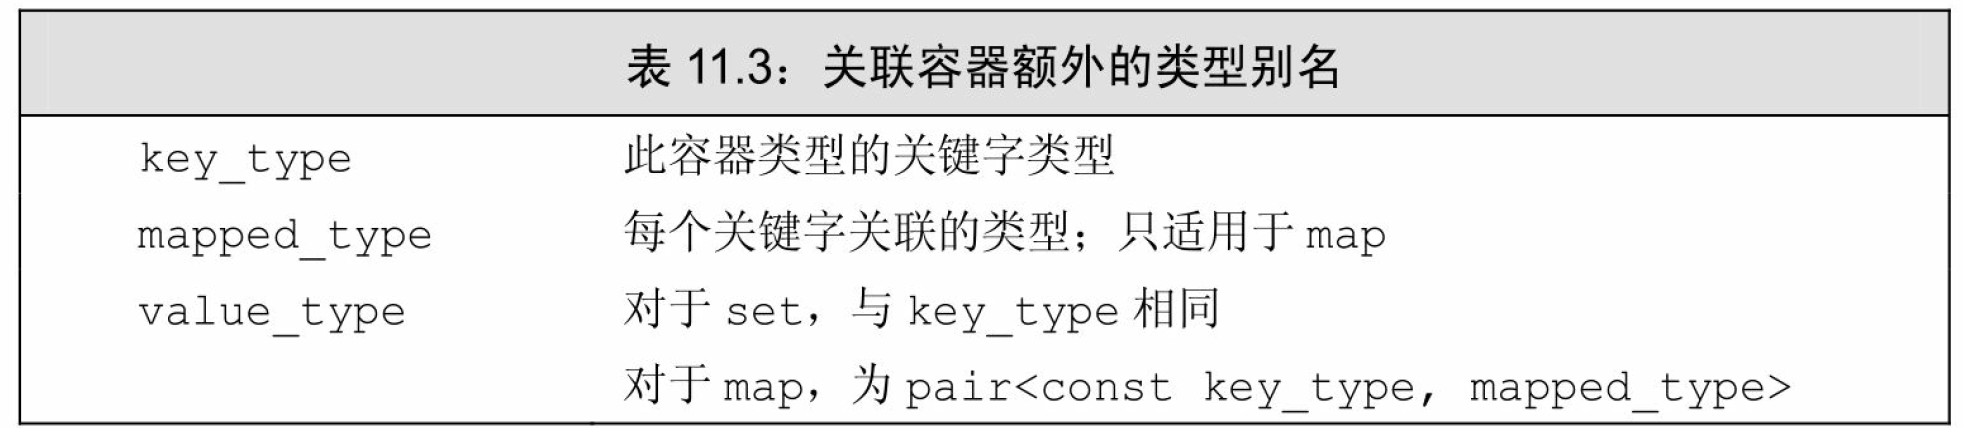 表 11.3：关联容器额外的类型别名
key_type 此容器类型的关键字类型
mapped_type 每个关键字关联的类型；只适用于 map
value_type 对于 set，与 key_type 相同
对于 map，为 pair<const key_type, mapped_type>